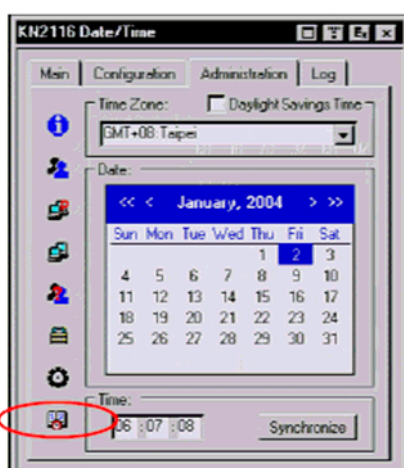 KN2116 Date/Time
Main Configuration Administration Log
Time Zone: Daylight Savings Time
GMT+08:Taipei
Date:
<< < January, 2004 > >>
Sun Mon Tue Wed Thu Fri Sat
1 2 3
4 5 6 7 8 9 10
11 12 13 14 15 16 17
18 19 20 21 22 23 24
25 26 27 28 29 30 31
Time:
06 :07 :08 Synchronize